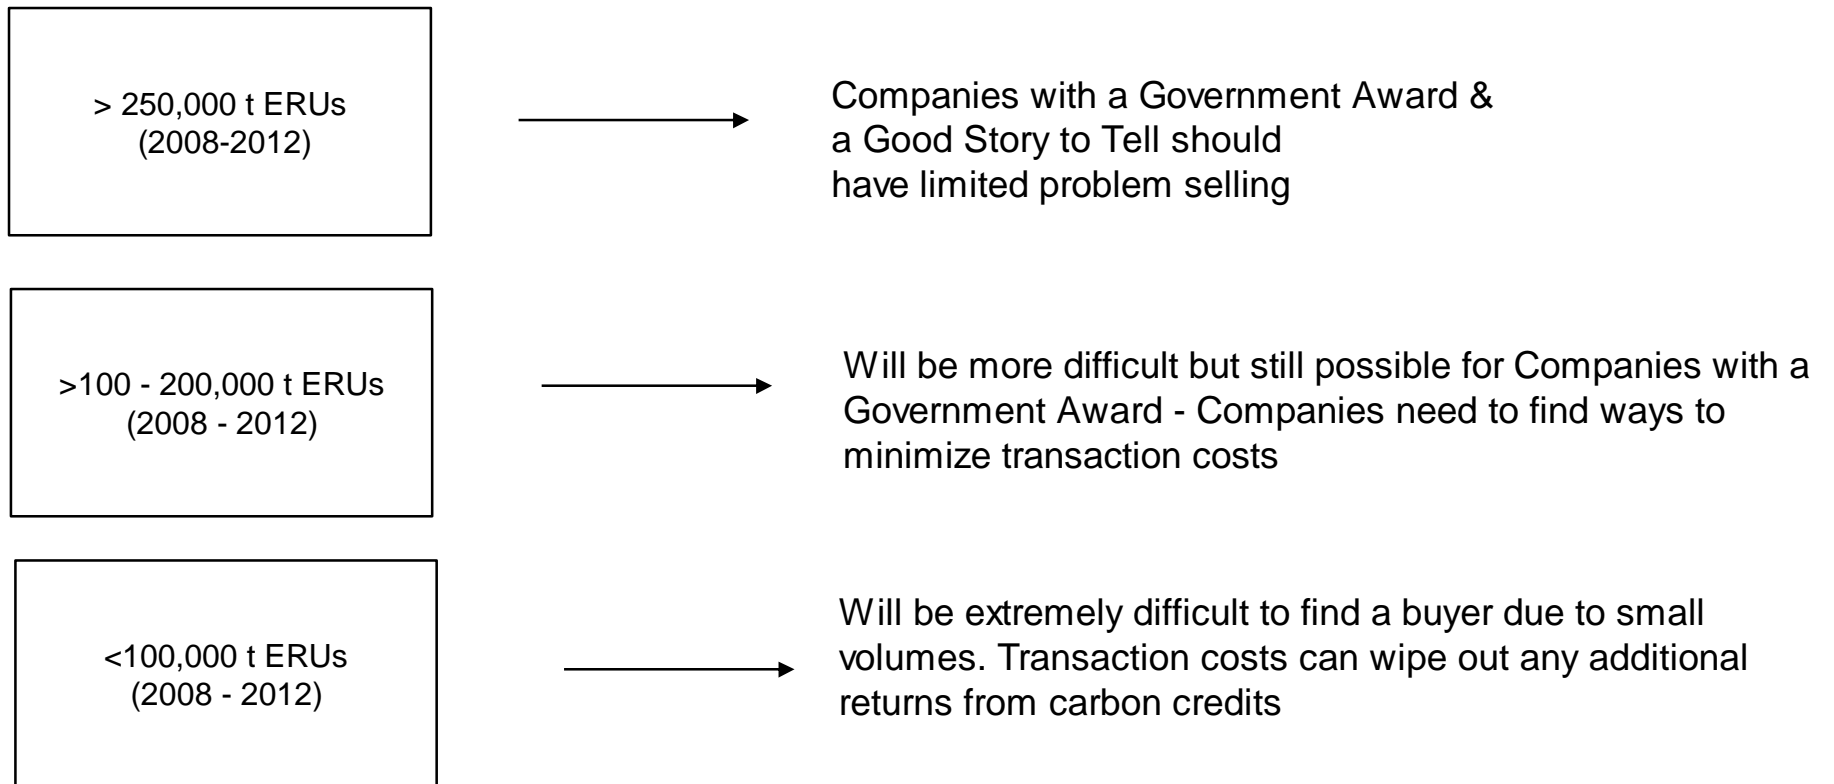 > 250,000 t ERUs
(2008-2012)
Companies with a Government Award &
a Good Story to Tell should
have limited problem selling
>100 - 200,000 t ERUs
(2008 - 2012)
Will be more difficult but still possible for Companies with a
Government Award - Companies need to find ways to
minimize transaction costs
<100,000 t ERUs
(2008 - 2012)
Will be extremely difficult to find a buyer due to small
volumes. Transaction costs can wipe out any additional
returns from carbon credits